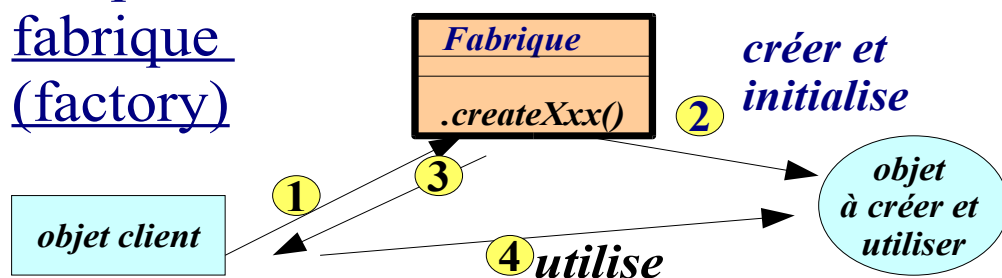 fabrique
(factory)
Fabrique
.createXxx()
créer et
initialise
2
1
3
objet client
4 utilise
objet
à créer et
utiliser